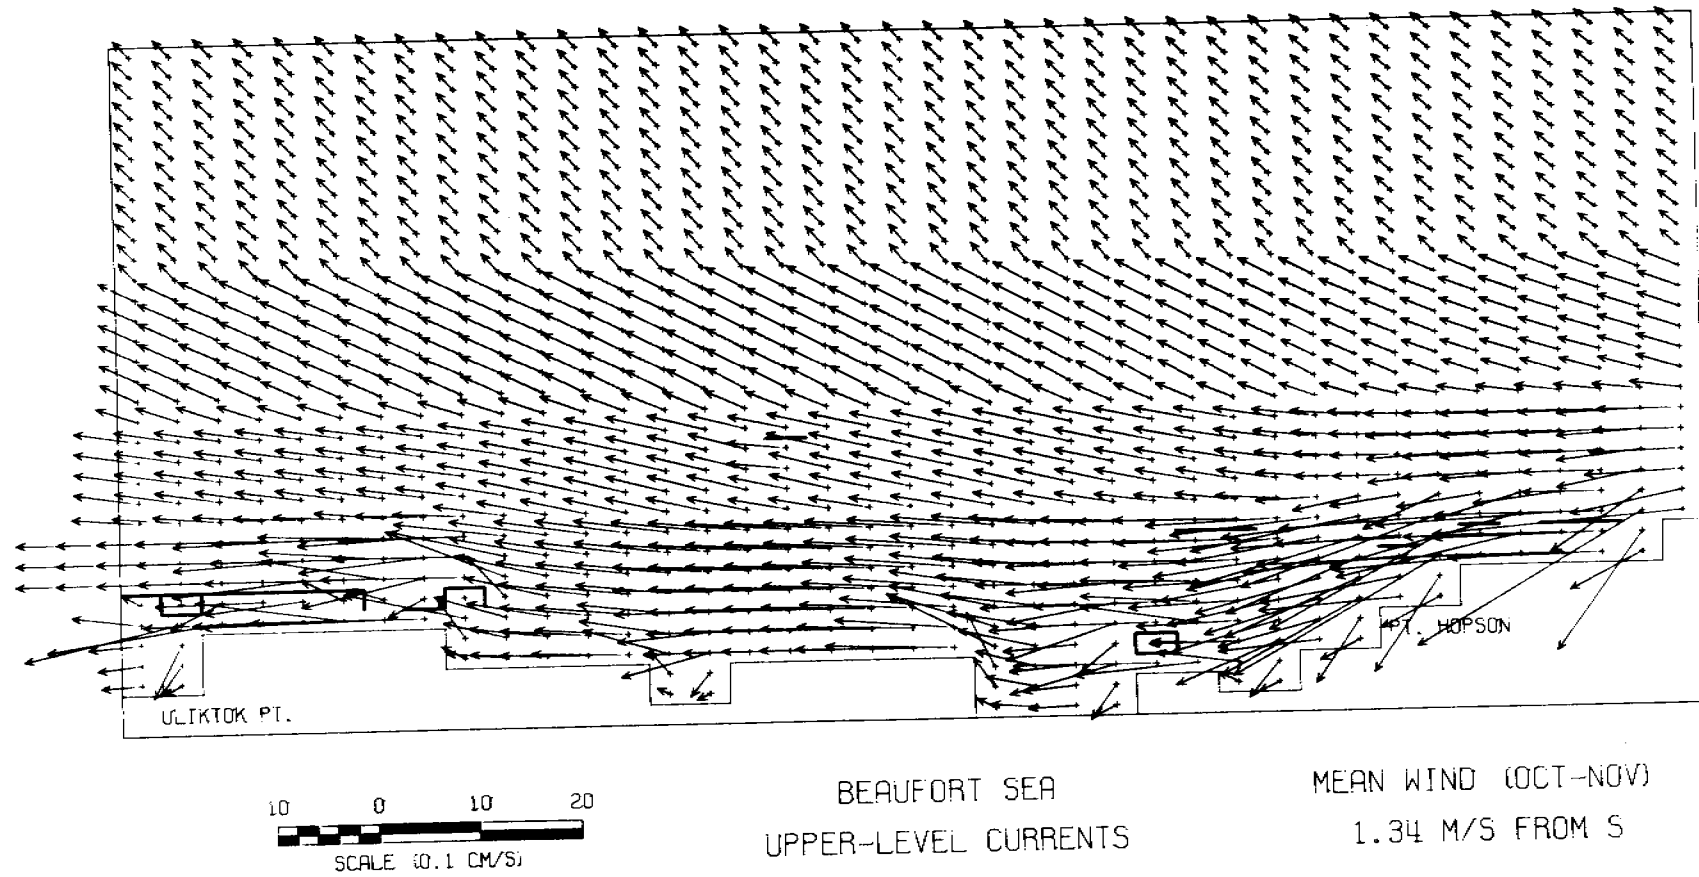 PT. HOPSON
ULIKTOK PT.
10 0 10 20
SCALE (0.1 CM/S)
BEAUFORT SEA
UPPER-LEVEL CURRENTS
MEAN WIND (OCT-NOV)
1.34 M/S FROM S